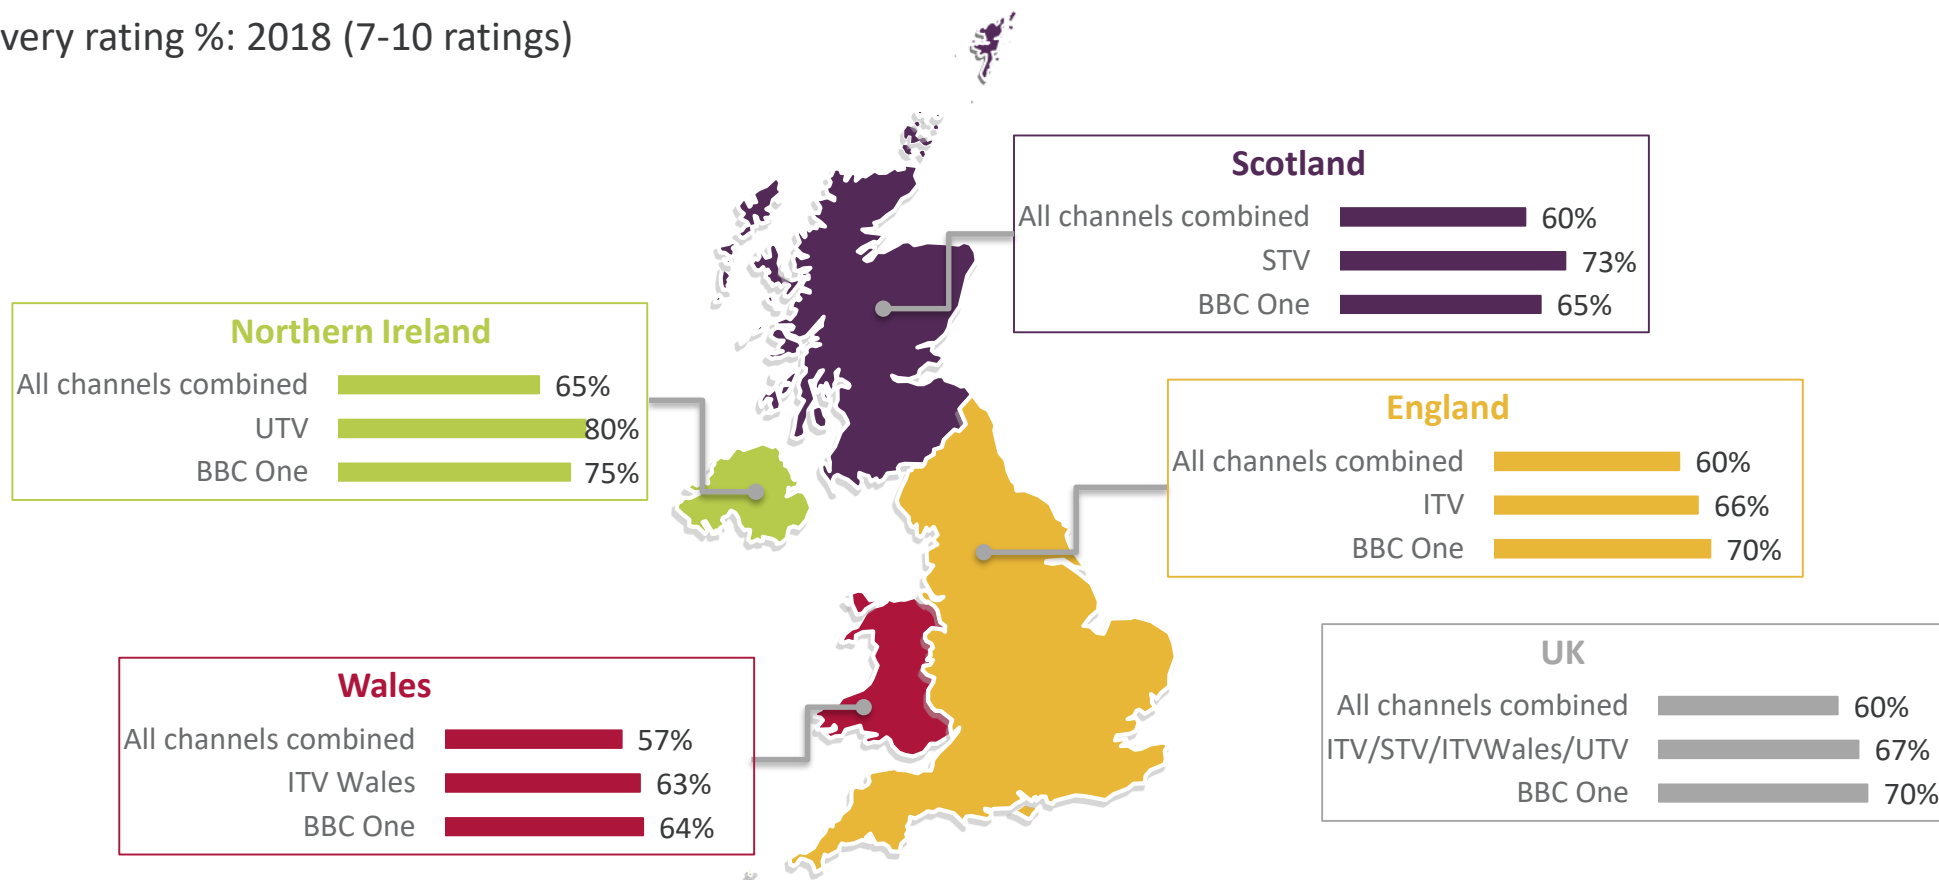 very rating %: 2018 (7-10 ratings)
Scotland
All channels combined 60%
STV 73%
BBC One 65%
Northern Ireland
All channels combined 65%
UTV 80%
BBC One 75%
England
All channels combined 60%
ITV 66%
BBC One 70%
Wales
All channels combined 57%
ITV Wales 63%
BBC One 64%
UK
All channels combined 60%
ITV/STV/ITVWales/UTV 67%
BBC One 70%